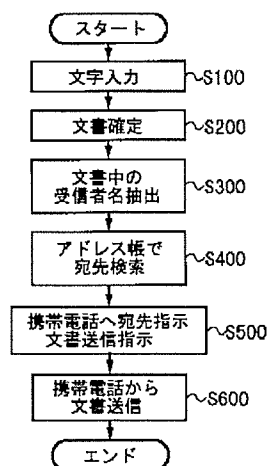 スタート
文字入力
S100
文書確定
S200
文書中の
受信者名抽出
S300
アドレス帳で
宛先検索
S400
携帯電話へ宛先指示
文書送信指示
S500
携帯電話から
文書送信
S600
エンド